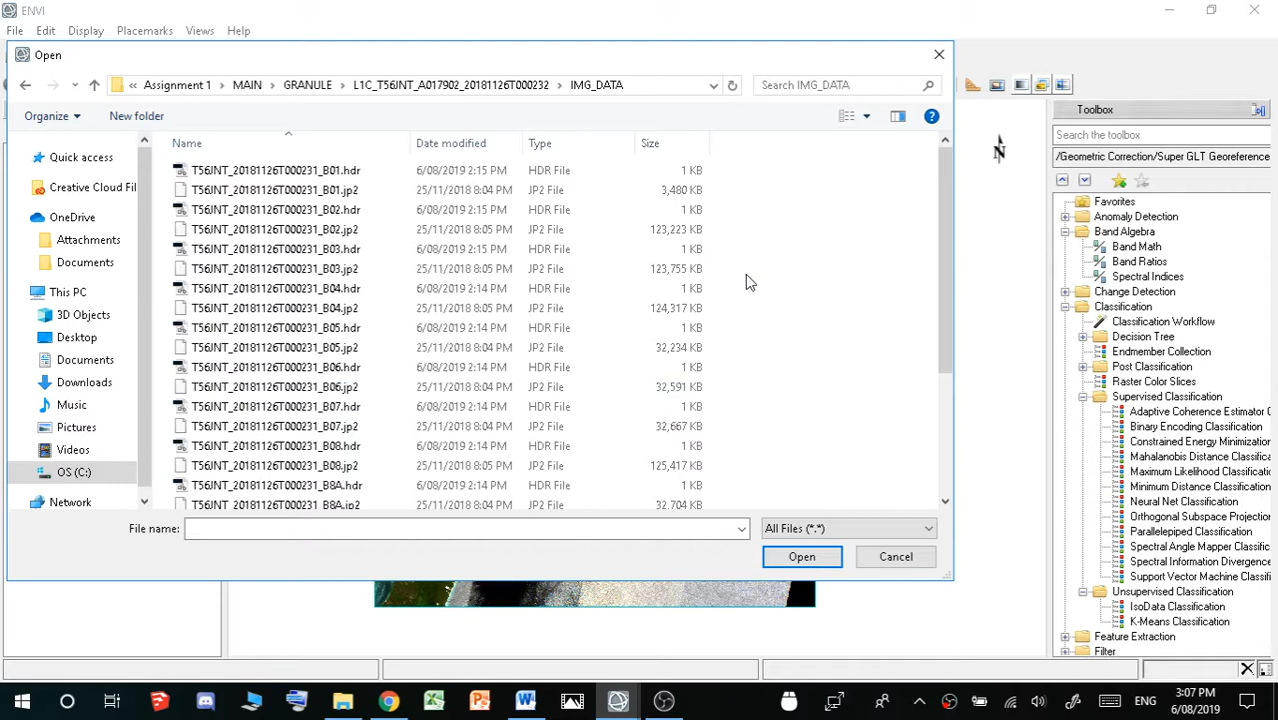 ENVI
File Edit Display Placemarks Views Help
Open
« Assignment 1 > MAIN > GRANULE > L1C_T56JNT_A017902_20181126T000232 > IMG_DATA
Search IMG_DATA
Organize New folder
Name Date modified Type Size
T56JNT_20181126T000231_B01.hdr 6/08/2019 2:15 PM HDR File 1 KB
T56JNT_20181126T000231_B01.jp2 25/11/2018 8:04 PM JP2 File 3,480 KB
T56JNT_20181126T000231_B02.hdr 6/08/2019 2:15 PM HDR File 1 KB
T56JNT_20181126T000231_B02.jp2 25/11/2018 8:04 PM JP2 File 123,223 KB
T56JNT_20181126T000231_B03.hdr 6/08/2019 2:15 PM HDR File 1 KB
T56JNT_20181126T000231_B03.jp2 25/11/2018 8:05 PM JP2 File 123,755 KB
T56JNT_20181126T000231_B04.hdr 6/08/2019 2:14 PM HDR File 1 KB
T56JNT_20181126T000231_B04.jp2 25/11/2018 8:05 PM JP2 File 124,317 KB
T56JNT_20181126T000231_B05.hdr 6/08/2019 2:14 PM HDR File 1 KB
T56JNT_20181126T000231_B05.jp2 25/11/2018 8:05 PM JP2 File 32,234 KB
T56JNT_20181126T000231_B06.hdr 6/08/2019 2:14 PM HDR File 1 KB
T56JNT_20181126T000231_B06.jp2 25/11/2018 8:04 PM JP2 File 32,591 KB
T56JNT_20181126T000231_B07.hdr 6/08/2019 2:14 PM HDR File 1 KB
T56JNT_20181126T000231_B07.jp2 25/11/2018 8:04 PM JP2 File 32,667 KB
T56JNT_20181126T000231_B08.hdr 6/08/2019 2:14 PM HDR File 1 KB
T56JNT_20181126T000231_B08.jp2 25/11/2018 8:05 PM JP2 File 125,417 KB
T56JNT_20181126T000231_B8A.hdr 6/08/2019 2:14 PM HDR File 1 KB
T56JNT_20181126T000231_B8A.jp2 25/11/2018 8:04 PM JP2 File 32,704 KB
Quick access
Creative Cloud Fil
OneDrive
Attachments
Documents
This PC
3D Objects
Desktop
Documents
Downloads
Music
Pictures
Videos
OS (C:)
Network
File name:
All Files (*.*)
Open Cancel
N
Toolbox
Search the toolbox
/Geometric Correction/Super GLT Georeference
Favorites
Anomaly Detection
Band Algebra
Band Math
Band Ratios
Spectral Indices
Change Detection
Classification
Classification Workflow
Decision Tree
Endmember Collection
Post Classification
Raster Color Slices
Supervised Classification
Adaptive Coherence Estimator C
Binary Encoding Classification
Constrained Energy Minimization
Mahalanobis Distance Classifica
Maximum Likelihood Classificati
Minimum Distance Classification
Neural Net Classification
Orthogonal Subspace Projection
Parallelepiped Classification
Spectral Angle Mapper Classific
Spectral Information Divergence
Support Vector Machine Classifi
Unsupervised Classification
IsoData Classification
K-Means Classification
Feature Extraction
Filter
ENG
3:07 PM
6/08/2019